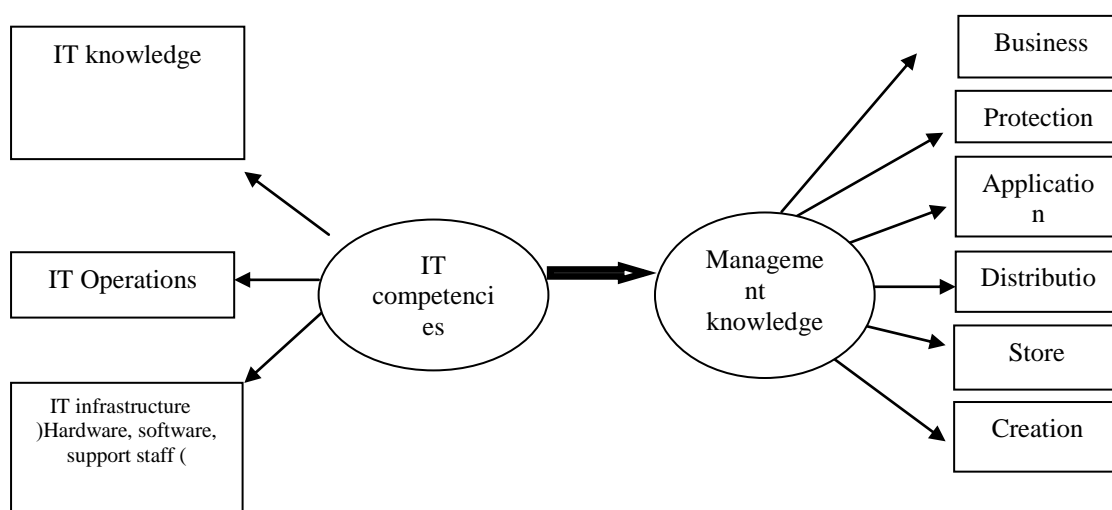 IT knowledge
IT Operations
IT infrastructure
)Hardware, software,
support staff (
IT
competenci
es
Manageme
nt
knowledge
Business
Protection
Applicatio
n
Distributio
Store
Creation